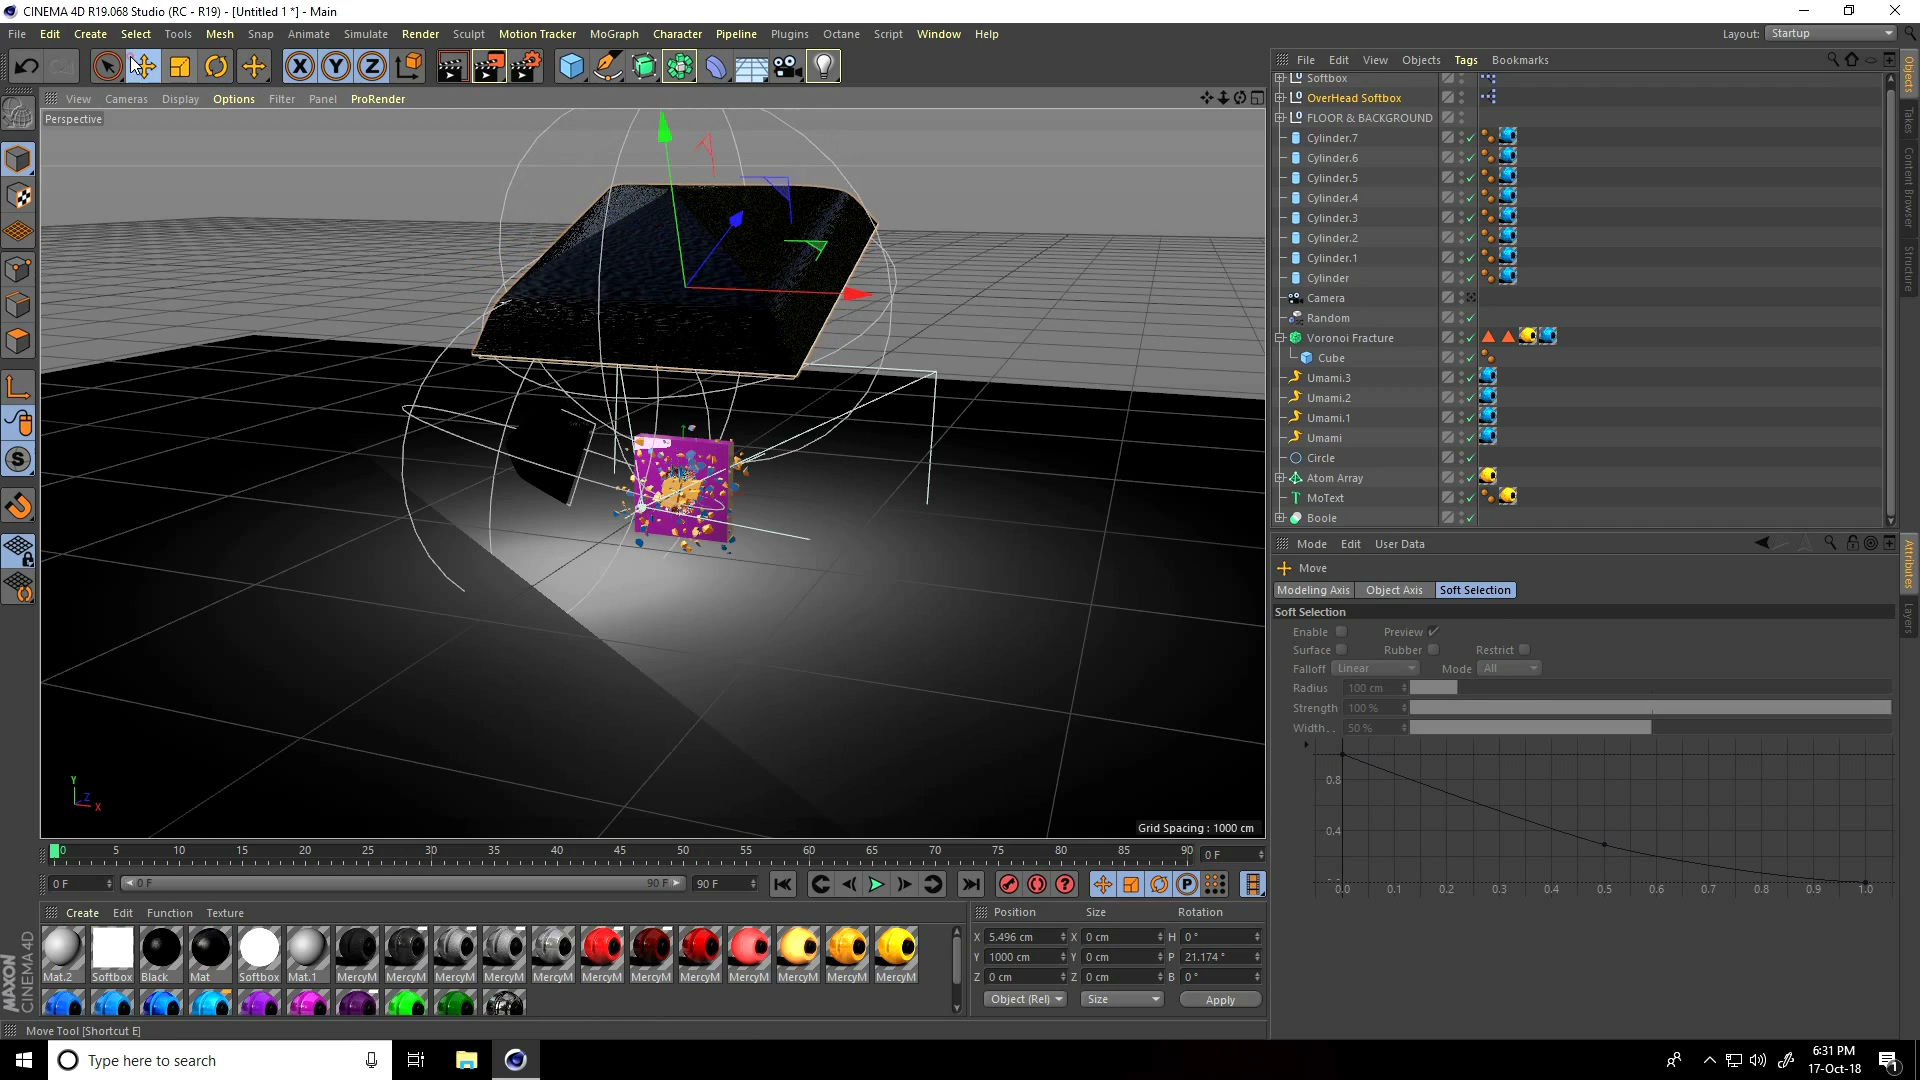 CINEMA 4D R19.068 Studio (RC - R19) - [Untitled 1 *] - Main
File Edit Create Select Tools Mesh Snap Animate Simulate Render Sculpt Motion Tracker MoGraph Character Pipeline Plugins Octane Script Window Help Layout: Startup
View Cameras Display Options Filter Panel ProRender
Perspective
Grid Spacing : 1000 cm
Y
Z
X
File Edit View Objects Tags Bookmarks
Softbox
OverHead Softbox
FLOOR & BACKGROUND
Cylinder.7
Cylinder.6
Cylinder.5
Cylinder.4
Cylinder.3
Cylinder.2
Cylinder.1
Cylinder
Camera
Random
Voronoi Fracture
Cube
Umami.3
Umami.2
Umami.1
Umami
Circle
Atom Array
MoText
Boole
Objects
Takes
Content Browser
Structure
Mode Edit User Data
Move
Modeling Axis Object Axis Soft Selection
Soft Selection
Enable Preview
Surface Rubber Restrict
Falloff Linear Mode All
Radius 100 cm
Strength 100 %
Width.. 50 %
0.8
0.4
0.0 0.1 0.2 0.3 0.4 0.5 0.6 0.7 0.8 0.9 1.0
Attributes
Layers
0 5 10 15 20 25 30 35 40 45 50 55 60 65 70 75 80 85 90 0 F
0 F 0 F 90 F 90 F
Create Edit Function Texture
Mat.2 Softbox Black Mat Softbox Mat.1 MercyM MercyM MercyM MercyM MercyM MercyM MercyM MercyM MercyM MercyM MercyM MercyM
Position Size Rotation
X 5.496 cm X 0 cm H 0 °
Y 1000 cm Y 0 cm P 21.174 °
Z 0 cm Z 0 cm B 0 °
Object (Rel) Size Apply
MAXON
CINEMA 4D
Move Tool [Shortcut E]
Type here to search
6:31 PM
17-Oct-18
1